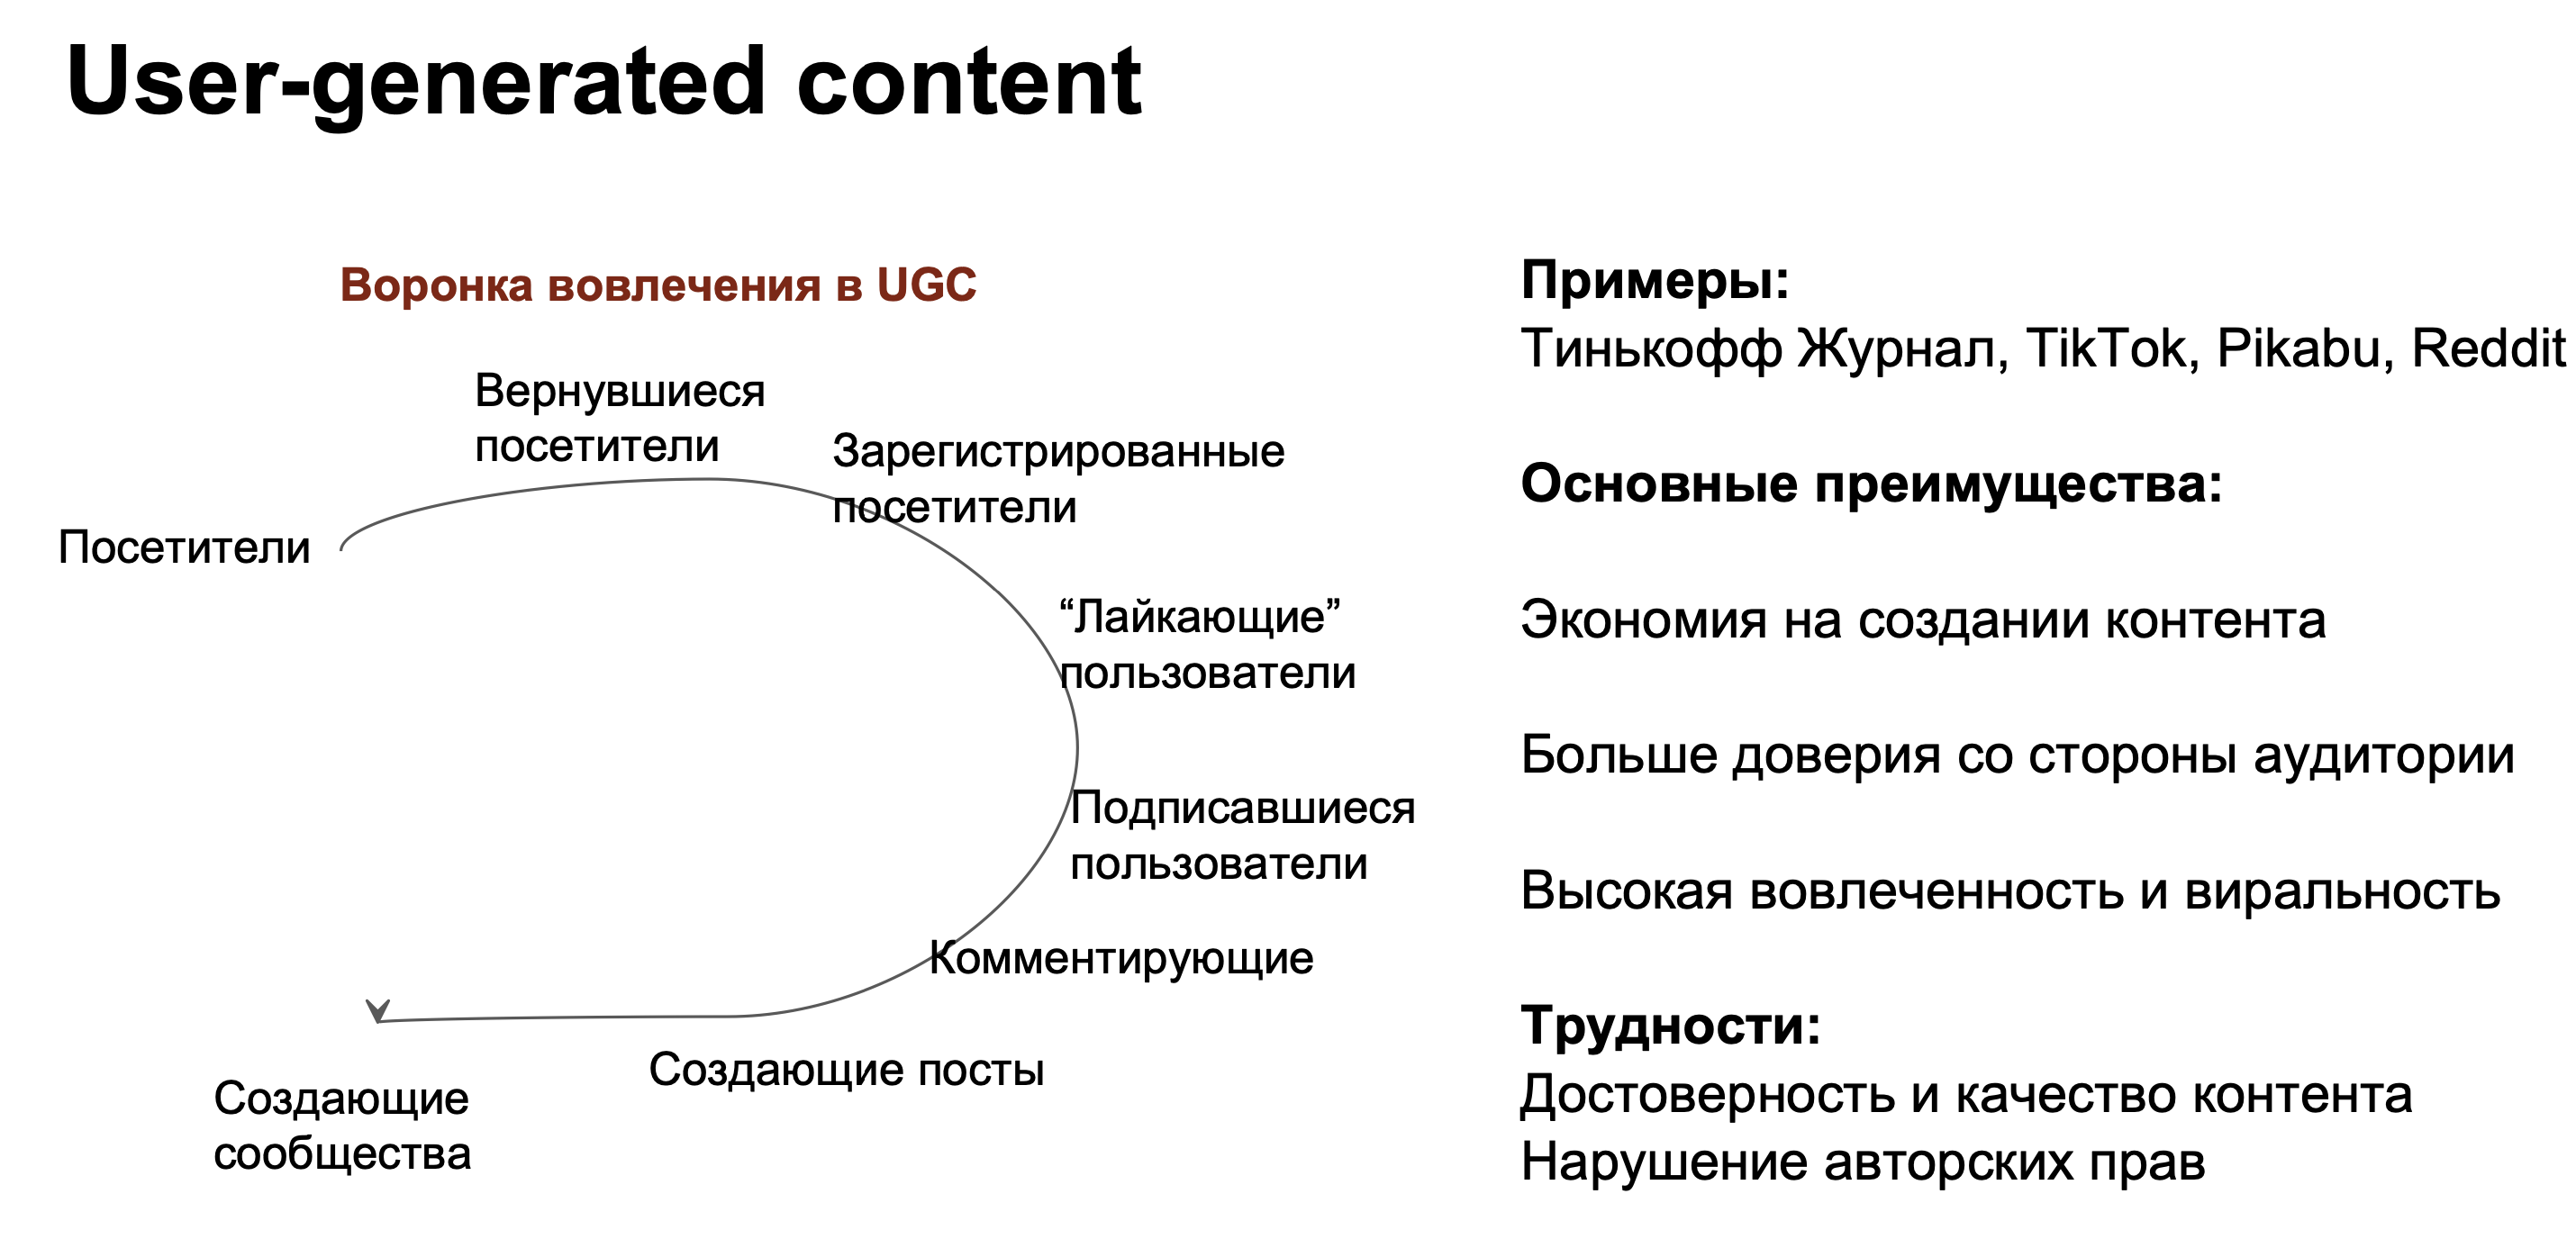 User-generated content
Воронка вовлечения в UGC
Посетители
Вернувшиеся
посетители
Зарегистрированные
посетители
“Лайкающие”
пользователи
Подписавшиеся
пользователи
Комментирующие
Создающие посты
Создающие
сообщества
Примеры:
Тинькофф Журнал, TikTok, Pikabu, Reddit
Основные преимущества:
Экономия на создании контента
Больше доверия со стороны аудитории
Высокая вовлеченность и виральность
Трудности:
Достоверность и качество контента
Нарушение авторских прав